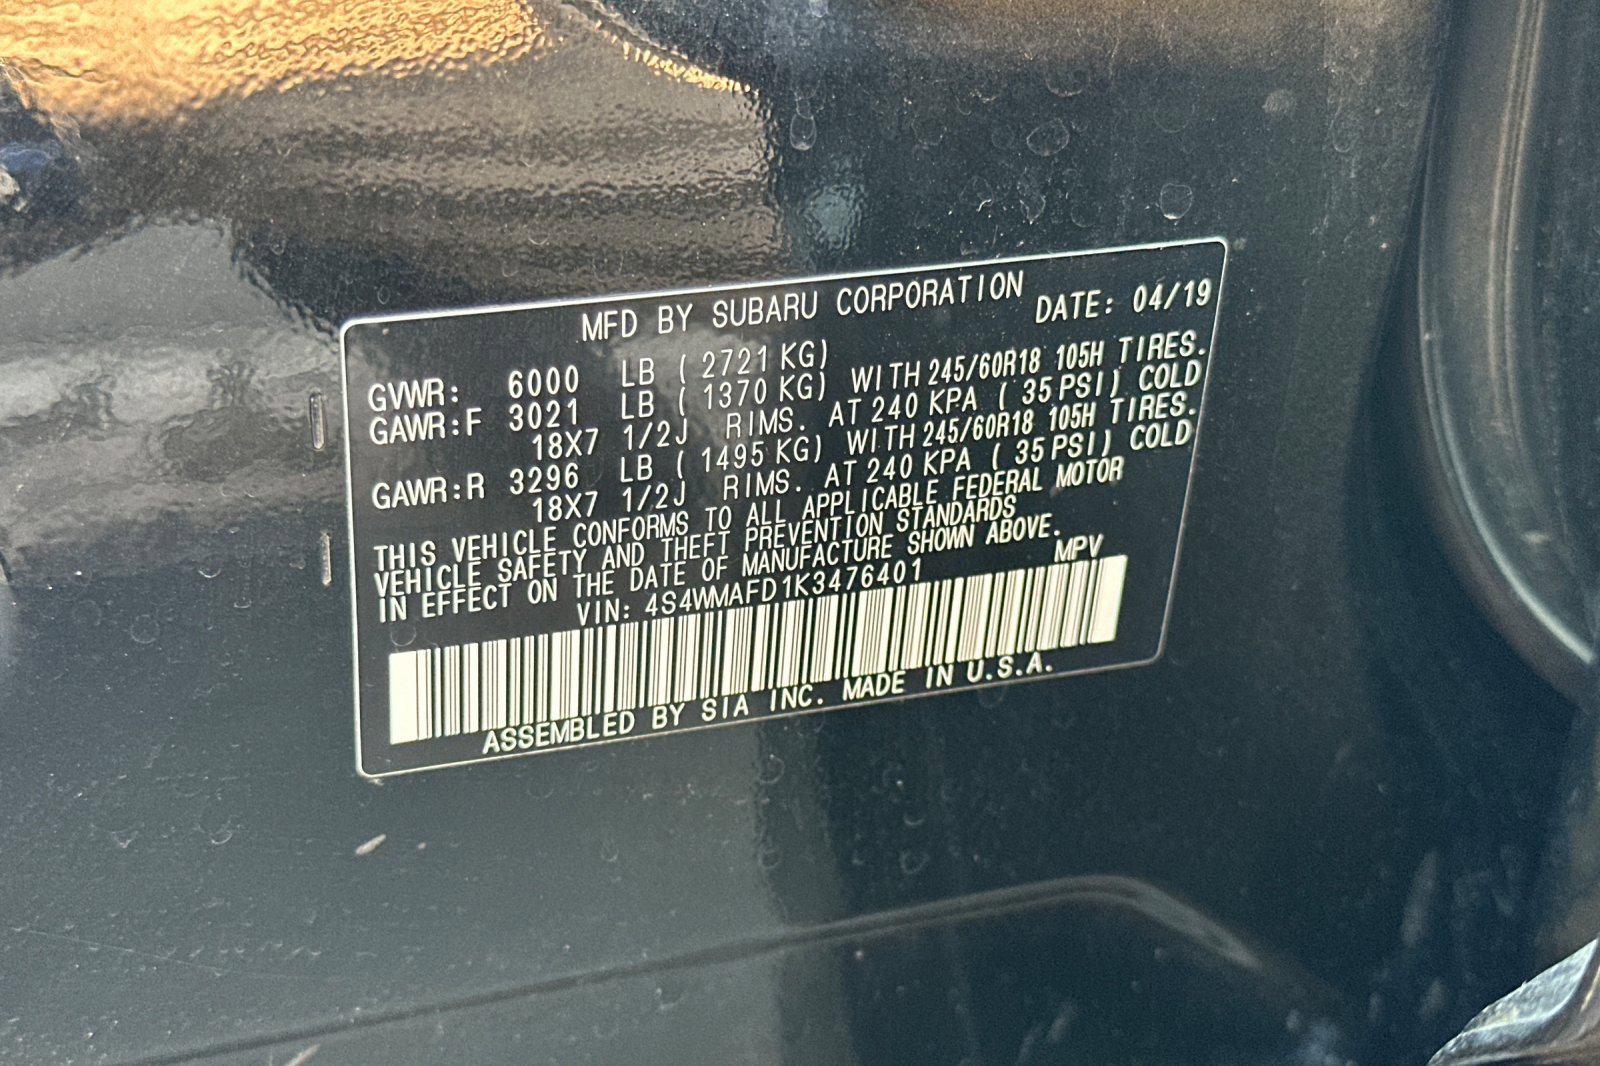 MFD BY SUBARU CORPORATION DATE: 04/19
GVWR: 6000 LB ( 2721 KG)
GAWR:F 3021 LB ( 1370 KG) WITH 245/60R18 105H TIRES.
18X7 1/2J RIMS. AT 240 KPA ( 35 PSI) COLD
GAWR:R 3296 LB ( 1495 KG) WITH 245/60R18 105H TIRES.
18X7 1/2J RIMS. AT 240 KPA ( 35 PSI) COLD
THIS VEHICLE CONFORMS TO ALL APPLICABLE FEDERAL MOTOR
VEHICLE SAFETY AND THEFT PREVENTION STANDARDS
IN EFFECT ON THE DATE OF MANUFACTURE SHOWN ABOVE.
VIN: 4S4WMAFD1K3476401 MPV
ASSEMBLED BY SIA INC. MADE IN U.S.A.